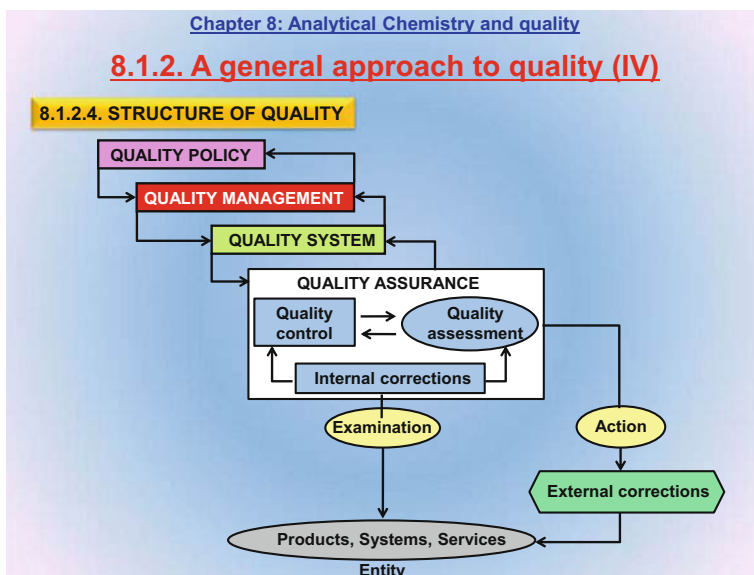 Chapter 8: Analytical Chemistry and quality
8.1.2. A general approach to quality (IV)
8.1.2.4. STRUCTURE OF QUALITY
QUALITY POLICY
QUALITY MANAGEMENT
QUALITY SYSTEM
QUALITY ASSURANCE
Quality
control
Quality
assessment
Internal corrections
Examination
Action
External corrections
Products, Systems, Services
Entity